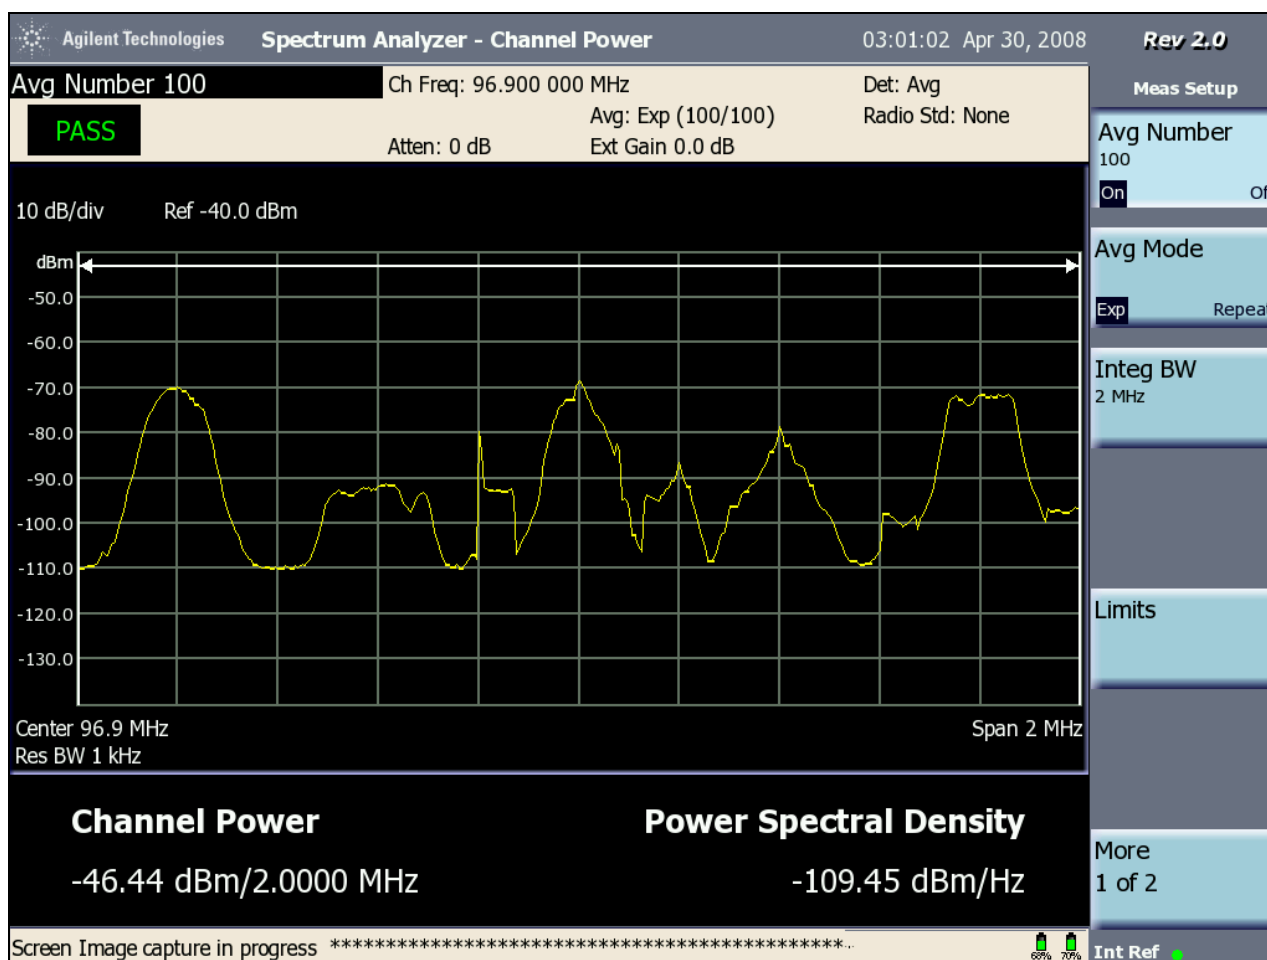 Agilent Technologies Spectrum Analyzer - Channel Power 03:01:02 Apr 30, 2008 Rev 2.0
Avg Number 100 Ch Freq: 96.900 000 MHz Det: Avg
PASS Avg: Exp (100/100) Radio Std: None
Atten: 0 dB Ext Gain 0.0 dB
10 dB/div Ref -40.0 dBm
dBm
-50.0
-60.0
-70.0
-80.0
-90.0
-100.0
-110.0
-120.0
-130.0
Center 96.9 MHz Span 2 MHz
Res BW 1 kHz
Channel Power Power Spectral Density
-46.44 dBm/2.0000 MHz -109.45 dBm/Hz
Screen Image capture in progress **********************************************..
68% 70%
Meas Setup
Avg Number
100
On Of
Avg Mode
Exp Repeat
Integ BW
2 MHz
Limits
More
1 of 2
Int Ref